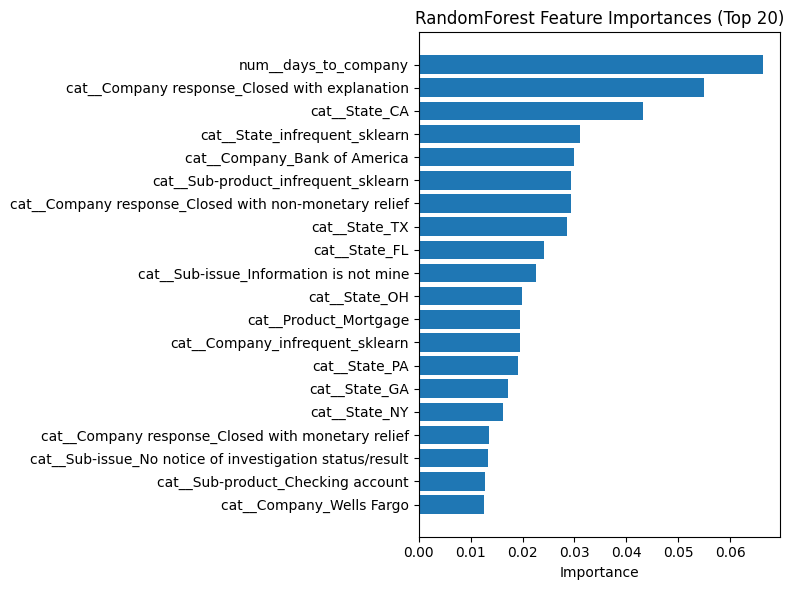 RandomForest Feature Importances (Top 20)
num__days_to_company
cat__Company response_Closed with explanation
cat__State_CA
cat__State_infrequent_sklearn
cat__Company_Bank of America
cat__Sub-product_infrequent_sklearn
cat__Company response_Closed with non-monetary relief
cat__State_TX
cat__State_FL
cat__Sub-issue_Information is not mine
cat__State_OH
cat__Product_Mortgage
cat__Company_infrequent_sklearn
cat__State_PA
cat__State_GA
cat__State_NY
cat__Company response_Closed with monetary relief
cat__Sub-issue_No notice of investigation status/result
cat__Sub-product_Checking account
cat__Company_Wells Fargo
0.00 0.01 0.02 0.03 0.04 0.05 0.06
Importance